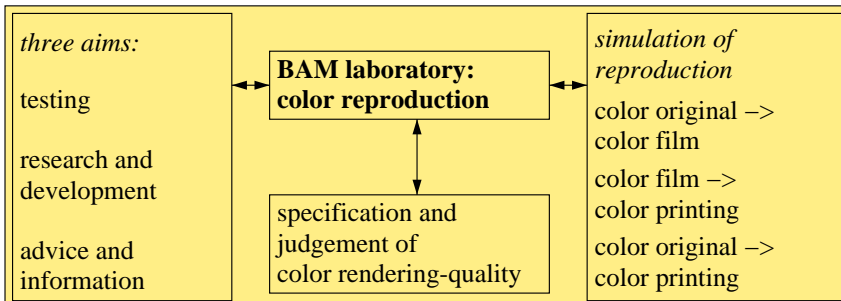 three aims:
testing
research and
development
advice and
information
BAM laboratory:
color reproduction
specification and
judgement of
color rendering-quality
simulation of
reproduction
color original −>
color film
color film −>
color printing
color original −>
color printing